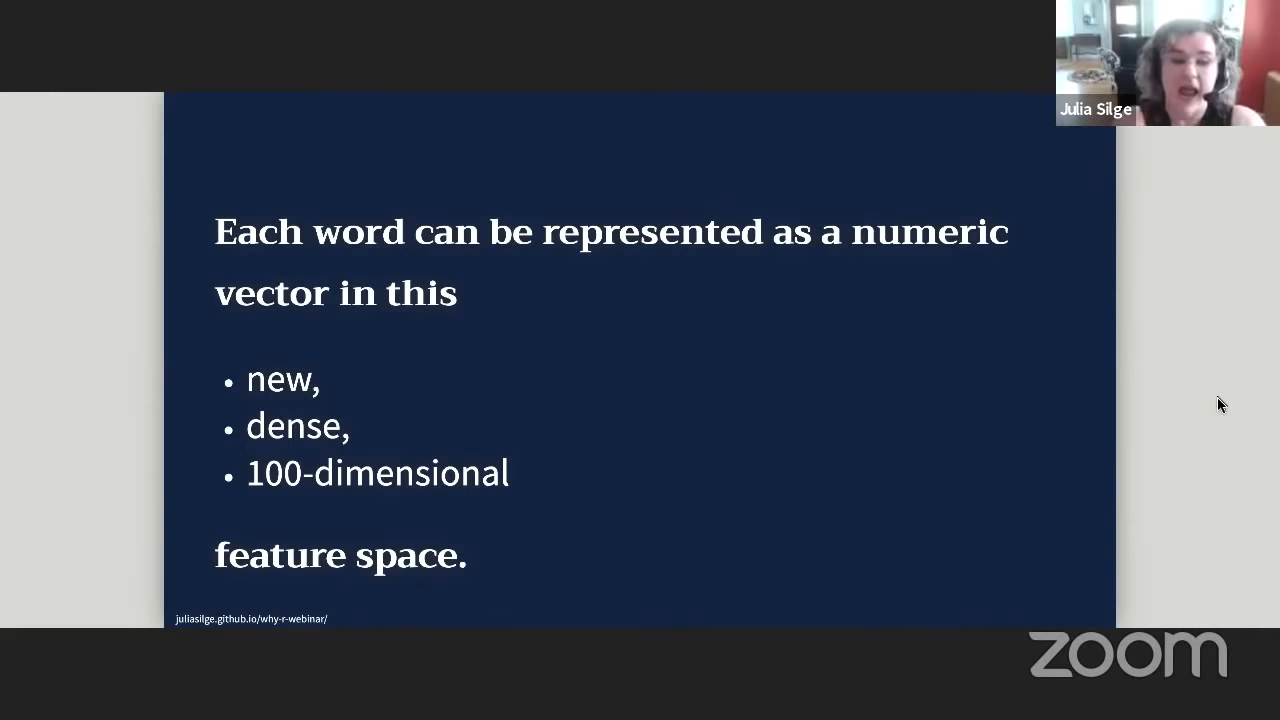 Julia Silge
Each word can be represented as a numeric
vector in this
• new,
• dense,
• 100-dimensional
feature space.
juliasilge.github.io/why-r-webinar/
zoom